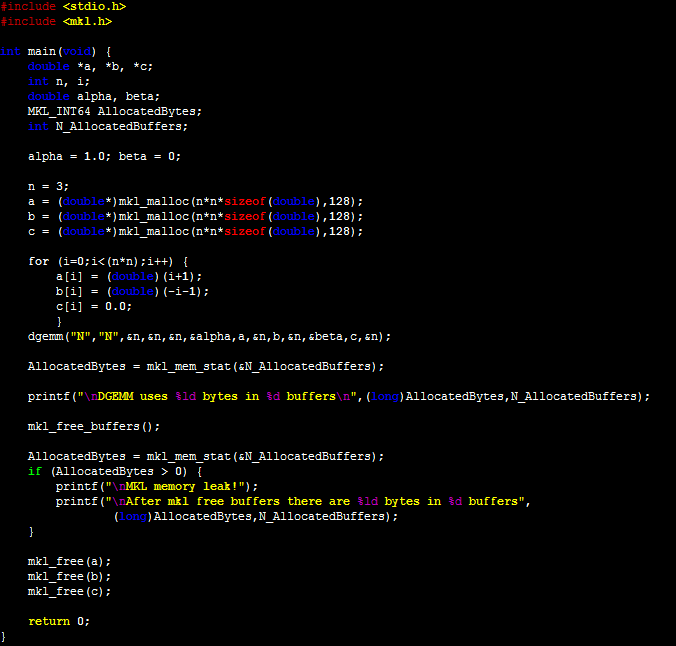 #include <stdio.h>
#include <mkl.h>

int main(void) {
    double *a, *b, *c;
    int n, i;
    double alpha, beta;
    MKL_INT64 AllocatedBytes;
    int N_AllocatedBuffers;

    alpha = 1.0; beta = 0;

    n = 3;
    a = (double*)mkl_malloc(n*n*sizeof(double),128);
    b = (double*)mkl_malloc(n*n*sizeof(double),128);
    c = (double*)mkl_malloc(n*n*sizeof(double),128);

    for (i=0;i<(n*n);i++) {
        a[i] = (double)(i+1);
        b[i] = (double)(-i-1);
        c[i] = 0.0;
        }
    dgemm("N","N",&n,&n,&n,&alpha,a,&n,b,&n,&beta,c,&n);

    AllocatedBytes = mkl_mem_stat(&N_AllocatedBuffers);

    printf("\nDGEMM uses %ld bytes in %d buffers\n",(long)AllocatedBytes,N_AllocatedBuffers);

    mkl_free_buffers();

    AllocatedBytes = mkl_mem_stat(&N_AllocatedBuffers);
    if (AllocatedBytes > 0) {
        printf("\nMKL memory leak!");
        printf("\nAfter mkl free buffers there are %ld bytes in %d buffers",
                (long)AllocatedBytes,N_AllocatedBuffers);
    }

    mkl_free(a);
    mkl_free(b);
    mkl_free(c);

    return 0;
}